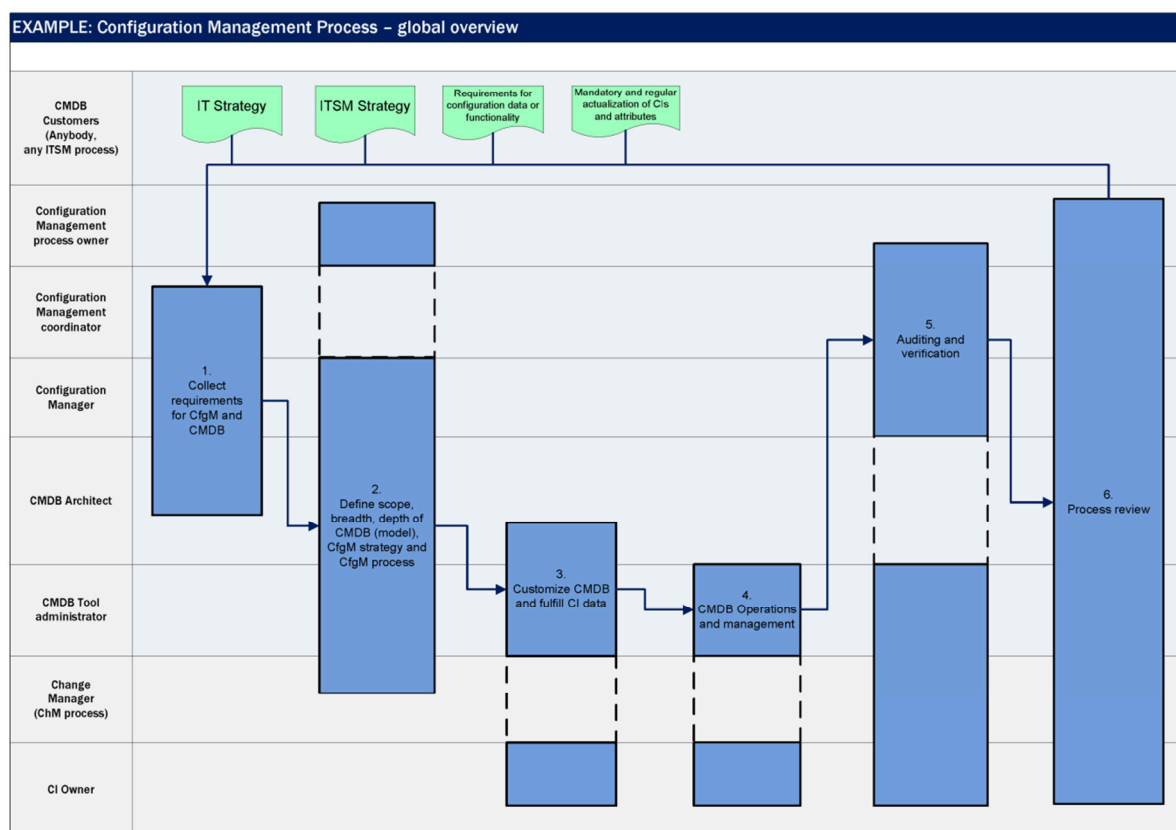 EXAMPLE: Configuration Management Process – global overview
CMDB
Customers
(Anybody,
any ITSM process)
IT Strategy
ITSM Strategy
Requirements for
configuration data or
functionality
Mandatory and regular
actualization of CIs
and attributes
Configuration
Management
process owner
Configuration
Management
coordinator
Configuration
Manager
CMDB Architect
CMDB Tool
administrator
Change
Manager
(ChM process)
CI Owner
1.
Collect
requirements
for CfgM and
CMDB
2.
Define scope,
breadth, depth of
CMDB (model),
CfgM strategy and
CfgM process
3.
Customize CMDB
and fulfill CI data
4.
CMDB Operations
and management
5.
Auditing and
verification
6.
Process review